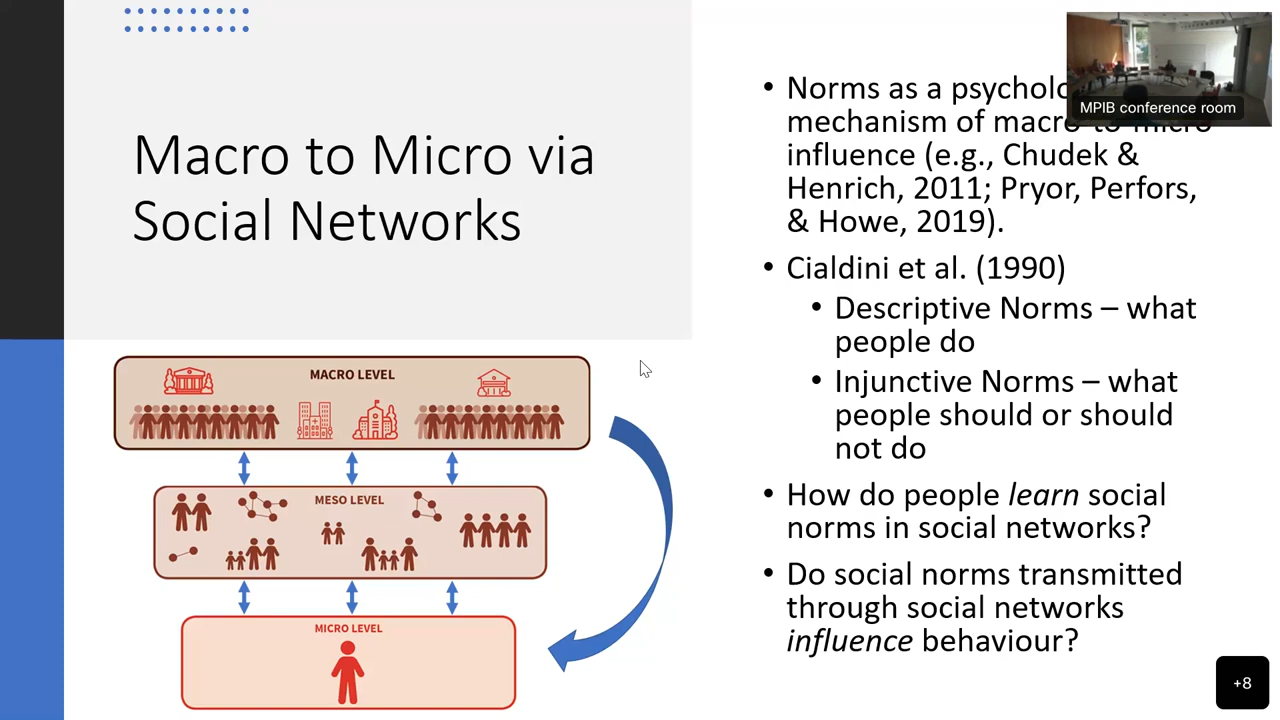 Macro to Micro via
Social Networks
MACRO LEVEL
MESO LEVEL
MICRO LEVEL
• Norms as a
mechanism of macro-to-micro
influence (e.g., Chudek &
Henrich, 2011; Pryor, Perfors,
& Howe, 2019).
• Cialdini et al. (1990)
• Descriptive Norms – what
people do
• Injunctive Norms – what
people should or should
not do
• How do people learn social
norms in social networks?
• Do social norms transmitted
through social networks
influence behaviour?
MPIB conference room
+8